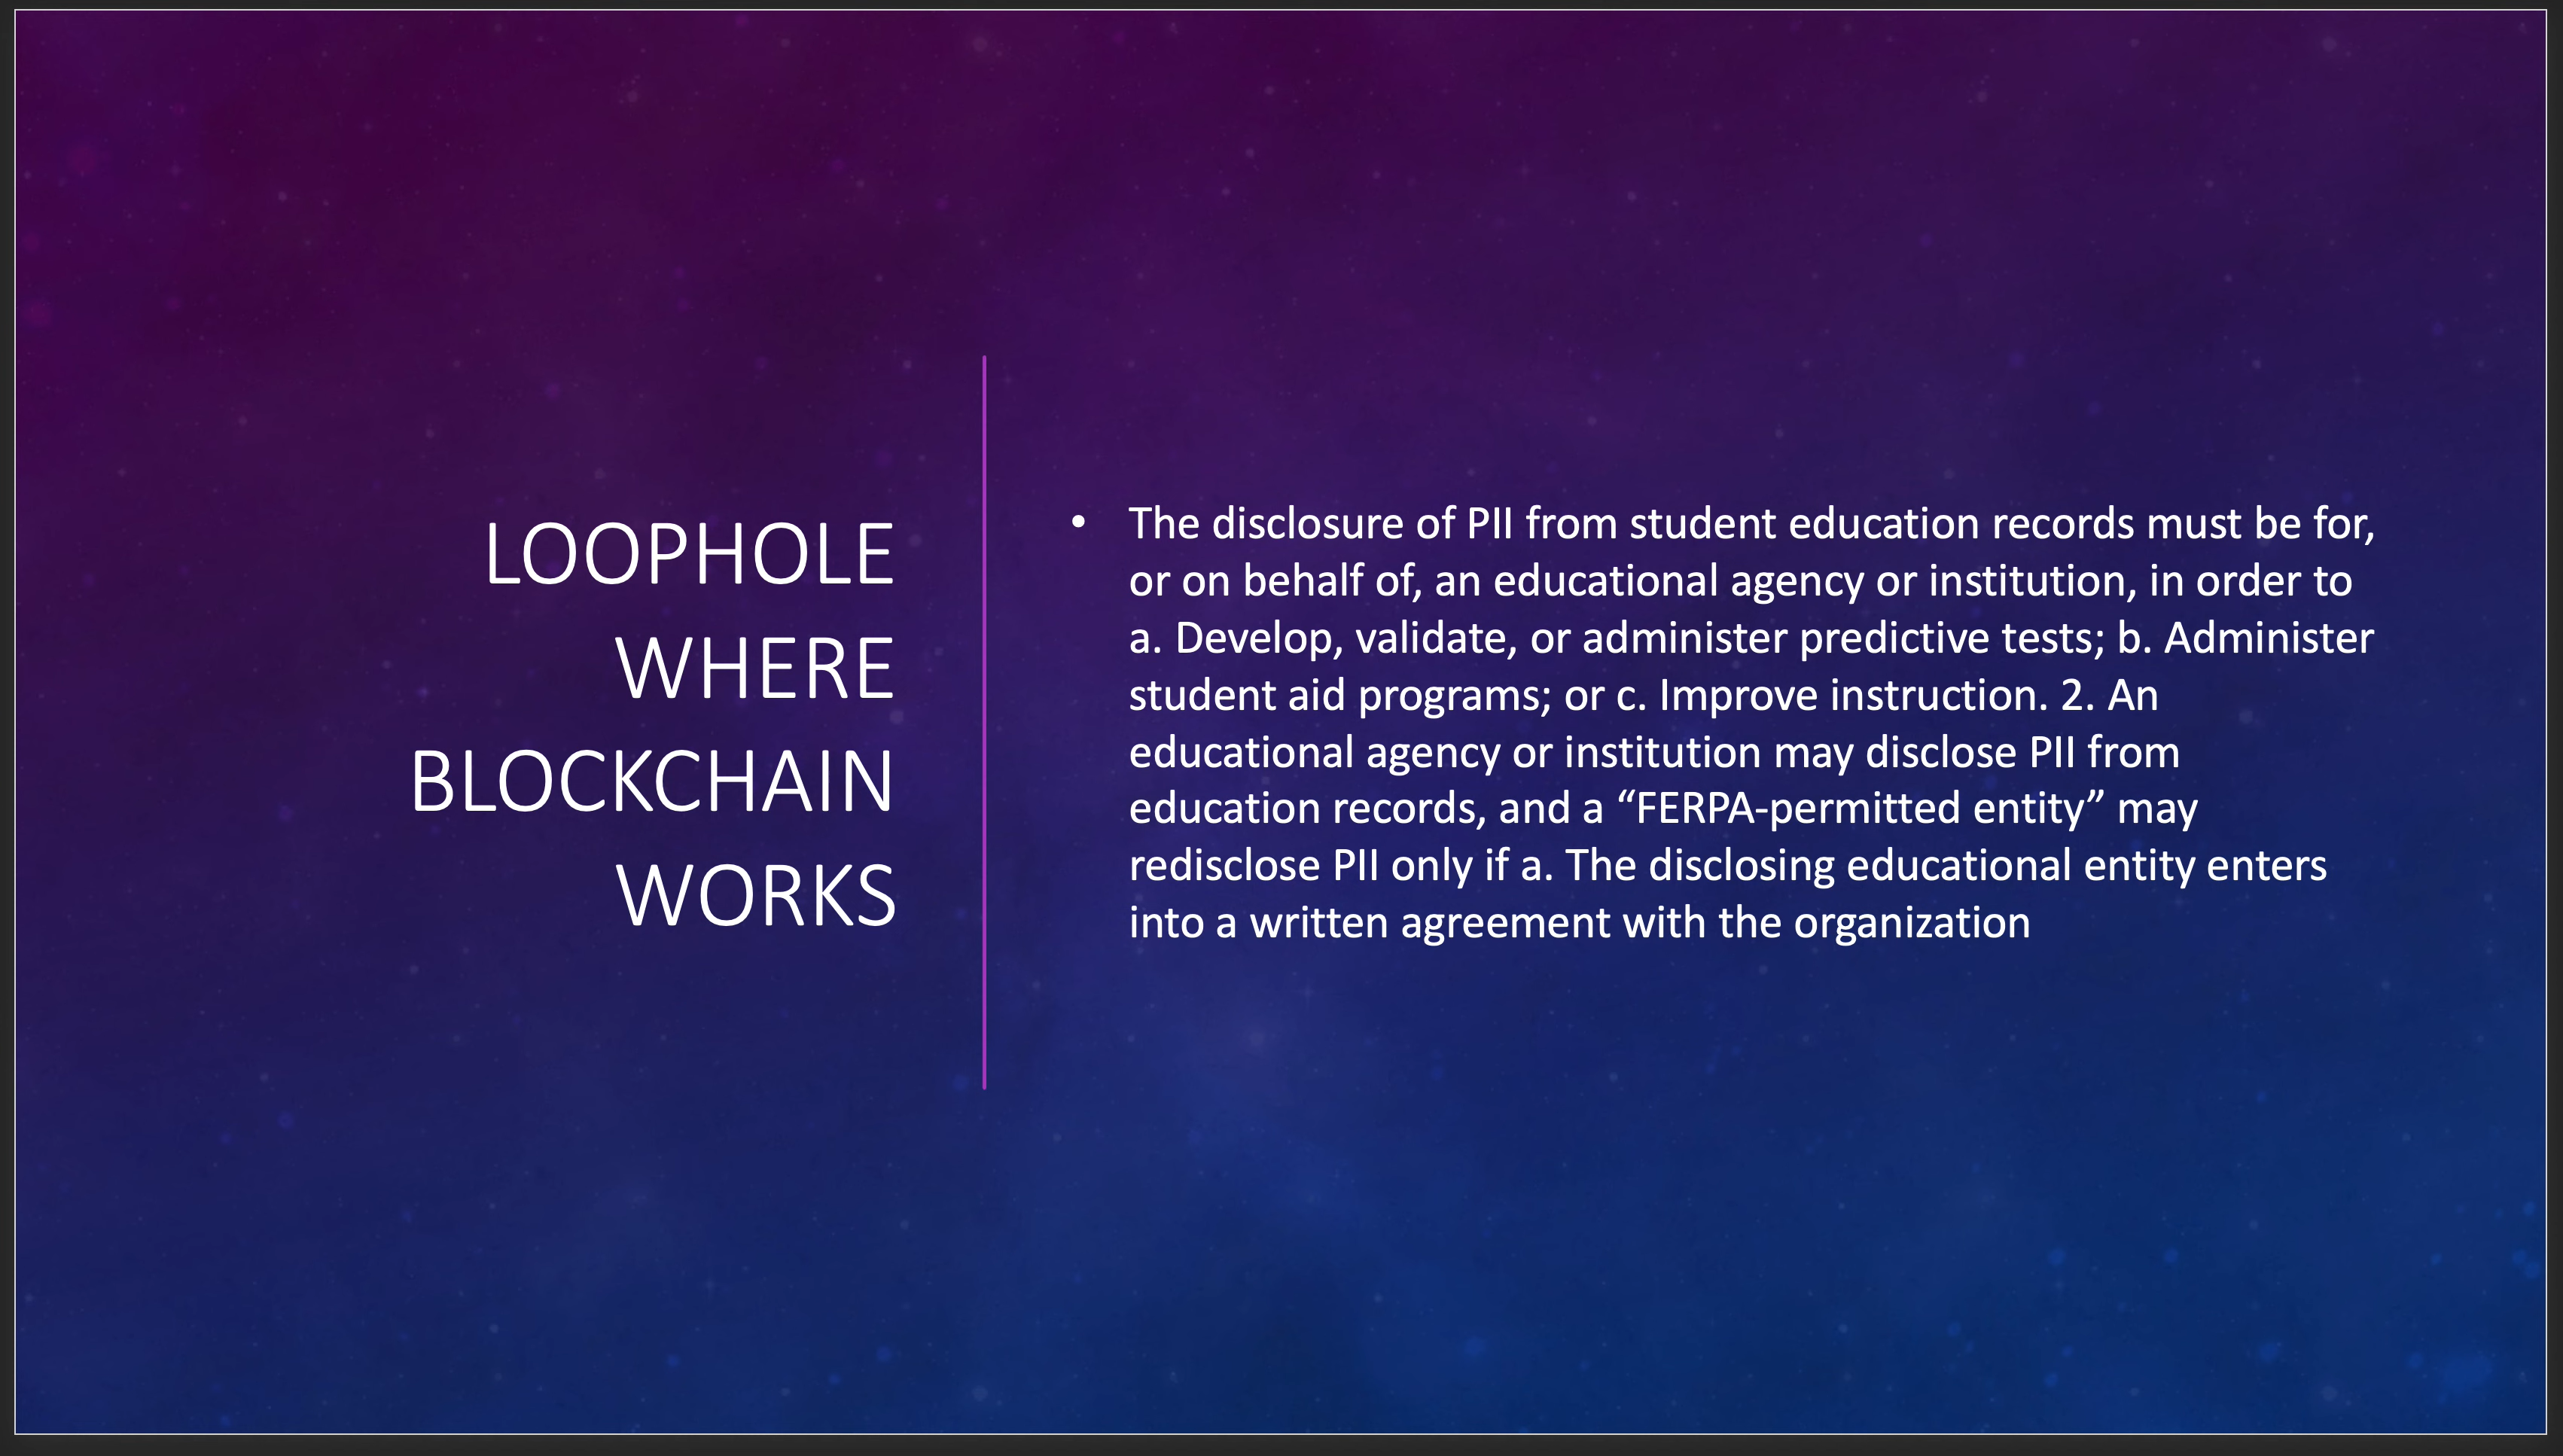 LOOPHOLE
WHERE
BLOCKCHAIN
WORKS
• The disclosure of PII from student education records must be for,
or on behalf of, an educational agency or institution, in order to
a. Develop, validate, or administer predictive tests; b. Administer
student aid programs; or c. Improve instruction. 2. An
educational agency or institution may disclose PII from
education records, and a “FERPA-permitted entity” may
redisclose PII only if a. The disclosing educational entity enters
into a written agreement with the organization